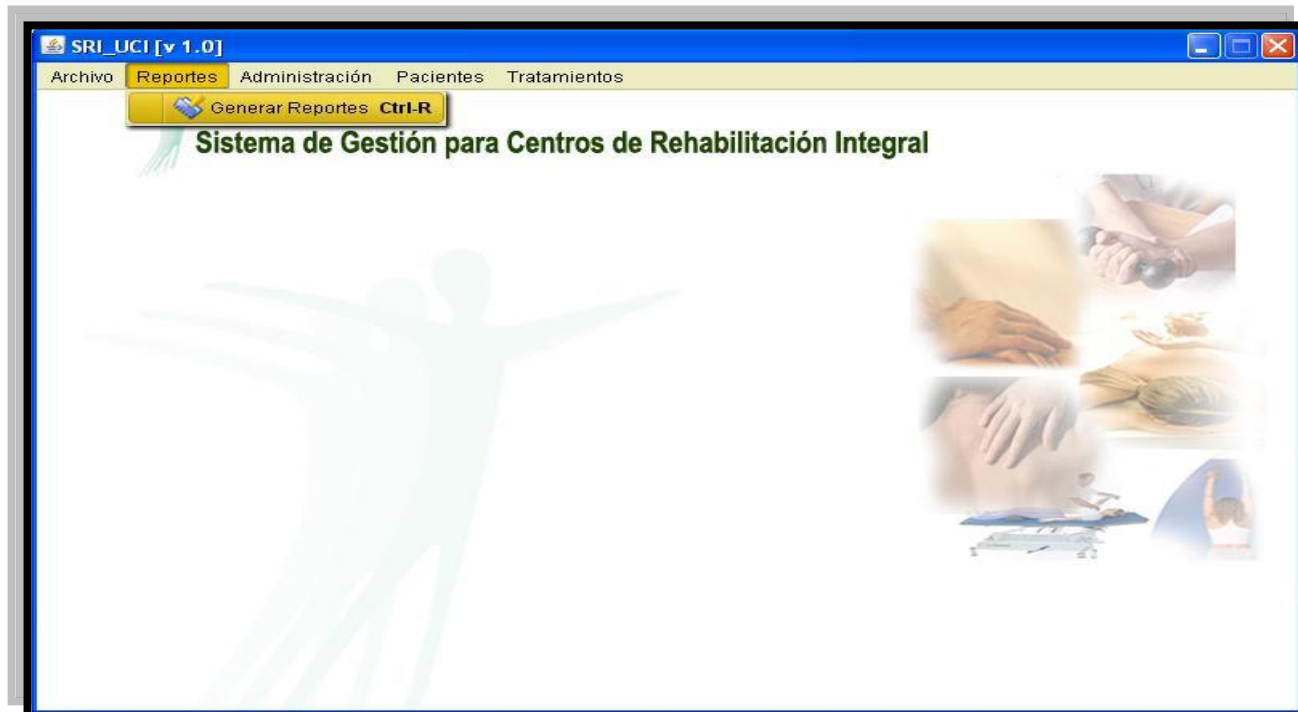 SRI_UCI [v 1.0]
Archivo Reportes Administración Pacientes Tratamientos
Generar Reportes Ctrl-R
Sistema de Gestión para Centros de Rehabilitación Integral